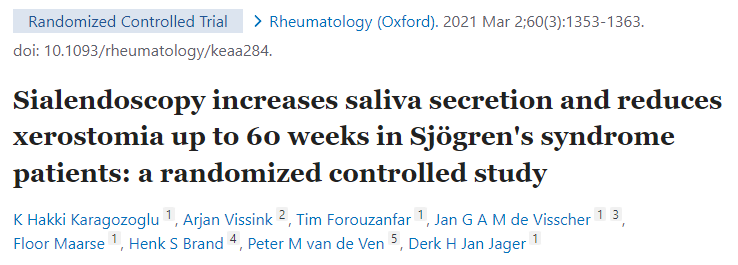 Randomized Controlled Trial > Rheumatology (Oxford). 2021 Mar 2;60(3):1353-1363.
doi: 10.1093/rheumatology/keaa284.
Sialendoscopy increases saliva secretion and reduces
xerostomia up to 60 weeks in Sjögren's syndrome
patients: a randomized controlled study
K Hakki Karagozoglu 1, Arjan Vissink 2, Tim Forouzanfar 1, Jan G A M de Visscher 1 3,
Floor Maarse 1, Henk S Brand 4, Peter M van de Ven 5, Derk H Jan Jager 1